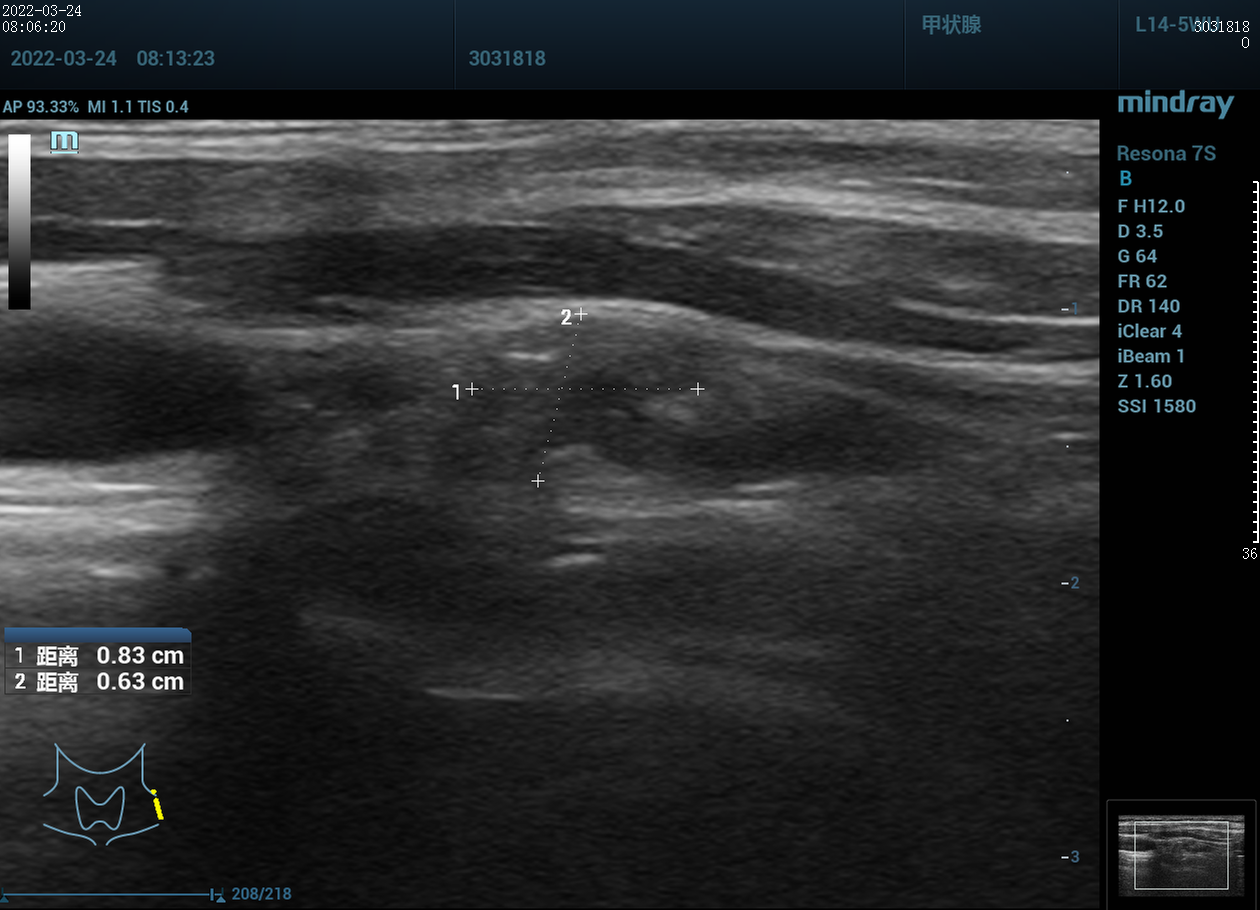 2022-03-24
08:06:20
2022-03-24 08:13:23
3031818
甲状腺
3031818
0
AP 93.33% MI 1.1 TIS 0.4
mindray
m
Resona 7S
B
F H12.0
D 3.5
G 64
FR 62
DR 140
iClear 4
iBeam 1
Z 1.60
SSI 1580
1
2
1
2
36
1 距离 0.83 cm
2 距离 0.63 cm
3
208/218